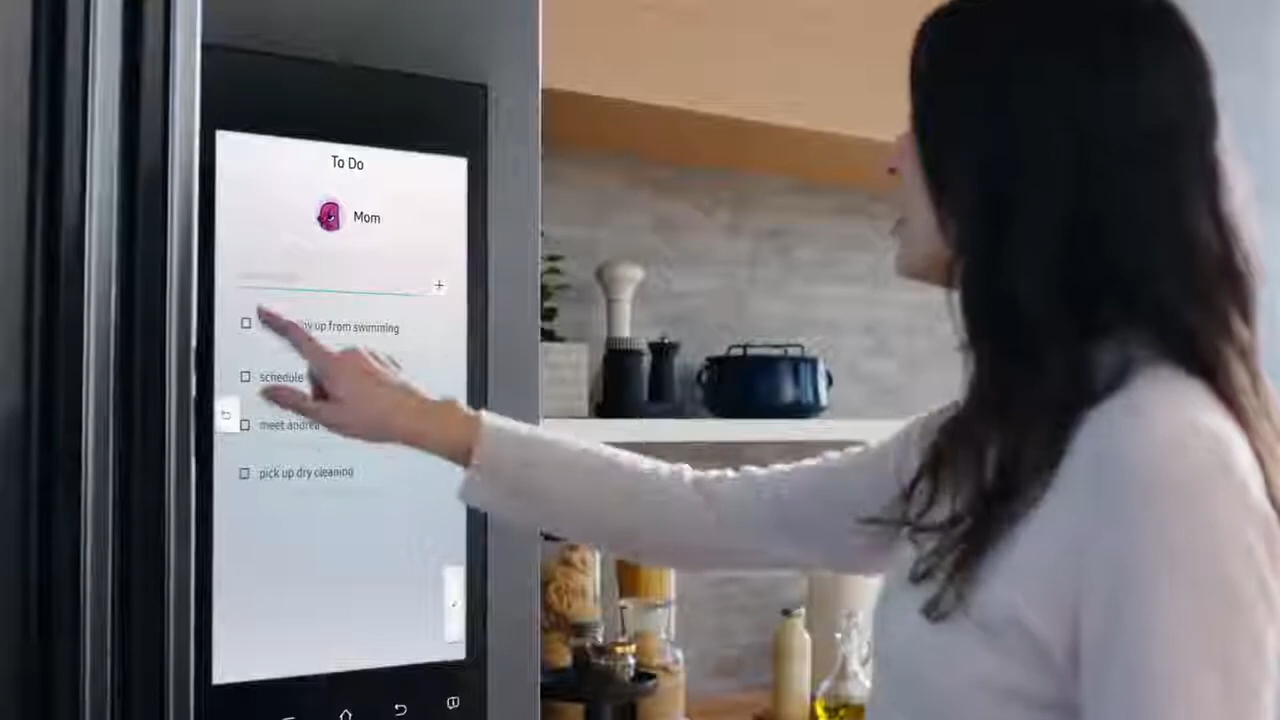 To Do
Mom
+
up from swimming
schedule
meet andrea
pick up dry cleaning